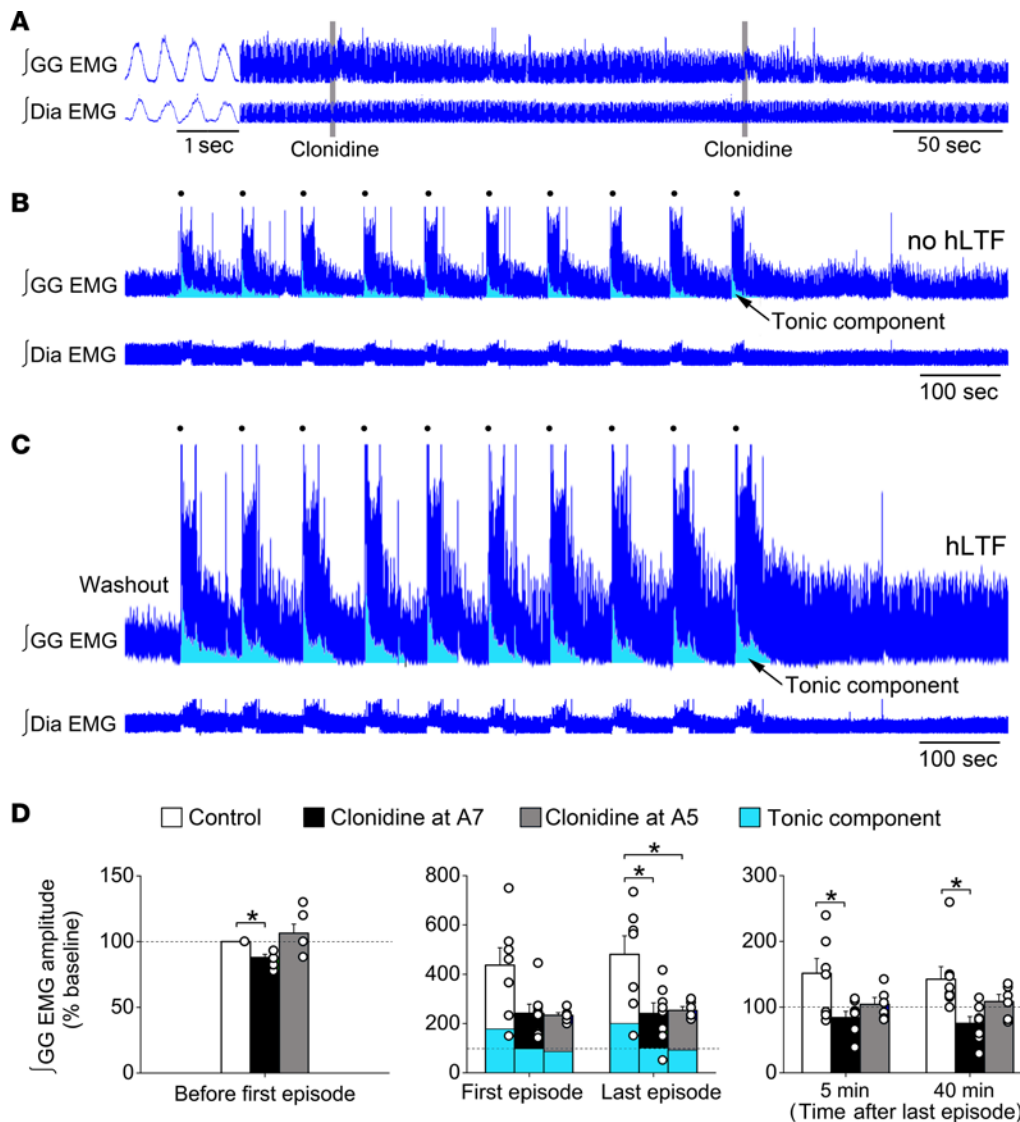 A
∫GG EMG
∫Dia EMG
1 sec
Clonidine
Clonidine
50 sec
B
no hLTF
∫GG EMG
Tonic component
∫Dia EMG
100 sec
C
hLTF
Washout
∫GG EMG
Tonic component
∫Dia EMG
100 sec
D
Control
Clonidine at A7
Clonidine at A5
Tonic component
∫GG EMG amplitude
(% baseline)
150
100
50
0
*
Before first episode
800
600
400
200
0
*
*
First episode
Last episode
300
200
100
0
*
*
5 min
40 min
(Time after last episode)